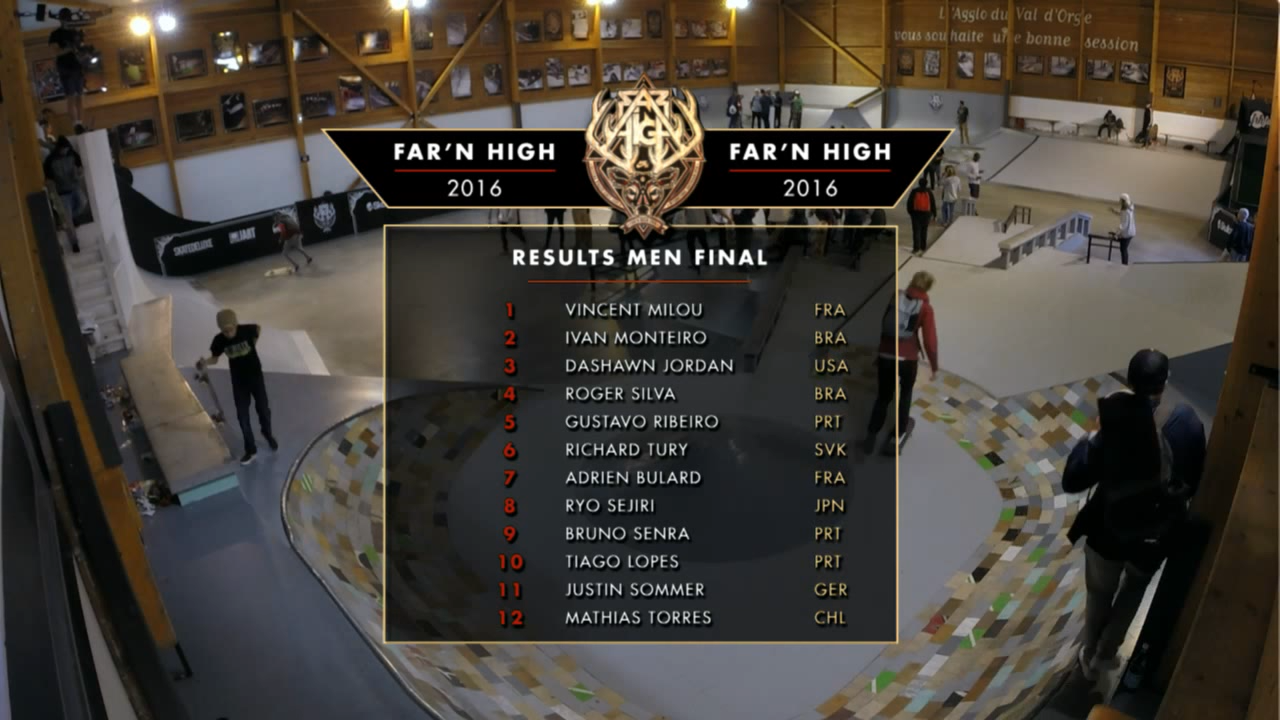 L'Agglo du Val d'Orge
vous souhaite une bonne session
FAR'N HIGH
2016
FAR'N HIGH
2016
SKATEDELUXE
JART
RESULTS MEN FINAL
1 VINCENT MILOU FRA
2 IVAN MONTEIRO BRA
3 DASHAWN JORDAN USA
4 ROGER SILVA BRA
5 GUSTAVO RIBEIRO PRT
6 RICHARD TURY SVK
7 ADRIEN BULARD FRA
8 RYO SEJIRI JPN
9 BRUNO SENRA PRT
10 TIAGO LOPES PRT
11 JUSTIN SOMMER GER
12 MATHIAS TORRES CHL